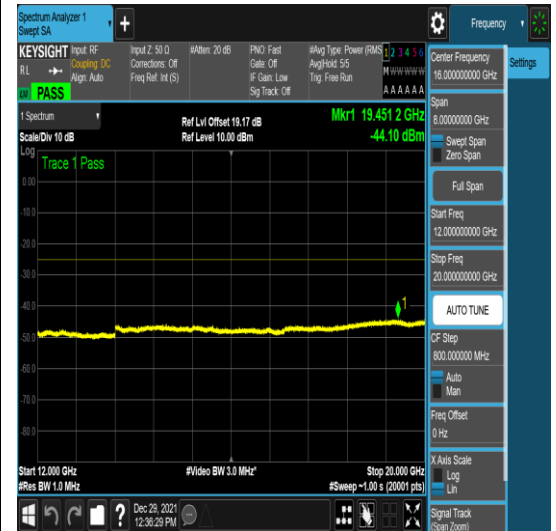 Spectrum Analyzer 1
Swept SA
+
Frequency
KEYSIGHT
Input: RF
Input Z: 50 Ω
#Atten: 20 dB
PNO: Fast
#Avg Type: Power (RMS
1 2 3 4 5 6
RL
Coupling: DC
Corrections: Off
Gate: Off
Avg|Hold: 5/5
M W W W W W
Align: Auto
Freq Ref: Int (S)
IF Gain: Low
Trig: Free Run
PASS
Sig Track: Off
A A A A A A
1 Spectrum
Ref Lvl Offset 19.17 dB
Mkr1 19.451 2 GHz
Scale/Div 10 dB
Ref Level 10.00 dBm
-44.10 dBm
Log
Trace 1 Pass
0.00
-10.0
-20.0
-30.0
-40.0
-50.0
-80.0
1
Start 12.000 GHz
#Video BW 3.0 MHz*
Stop 20.000 GHz
#Res BW 1.0 MHz
#Sweep ~1.00 s (20001 pts)
?
Dec 29, 2021
12:36:29 PM
Center Frequency
16.000000000 GHz
Settings
Span
8.00000000 GHz
Swept Span
Zero Span
Full Span
Start Freq
12.000000000 GHz
Stop Freq
20.000000000 GHz
AUTO TUNE
CF Step
800.000000 MHz
Auto
Man
Freq Offset
0 Hz
X Axis Scale
Log
Lin
Signal Track
(Span Zoom)